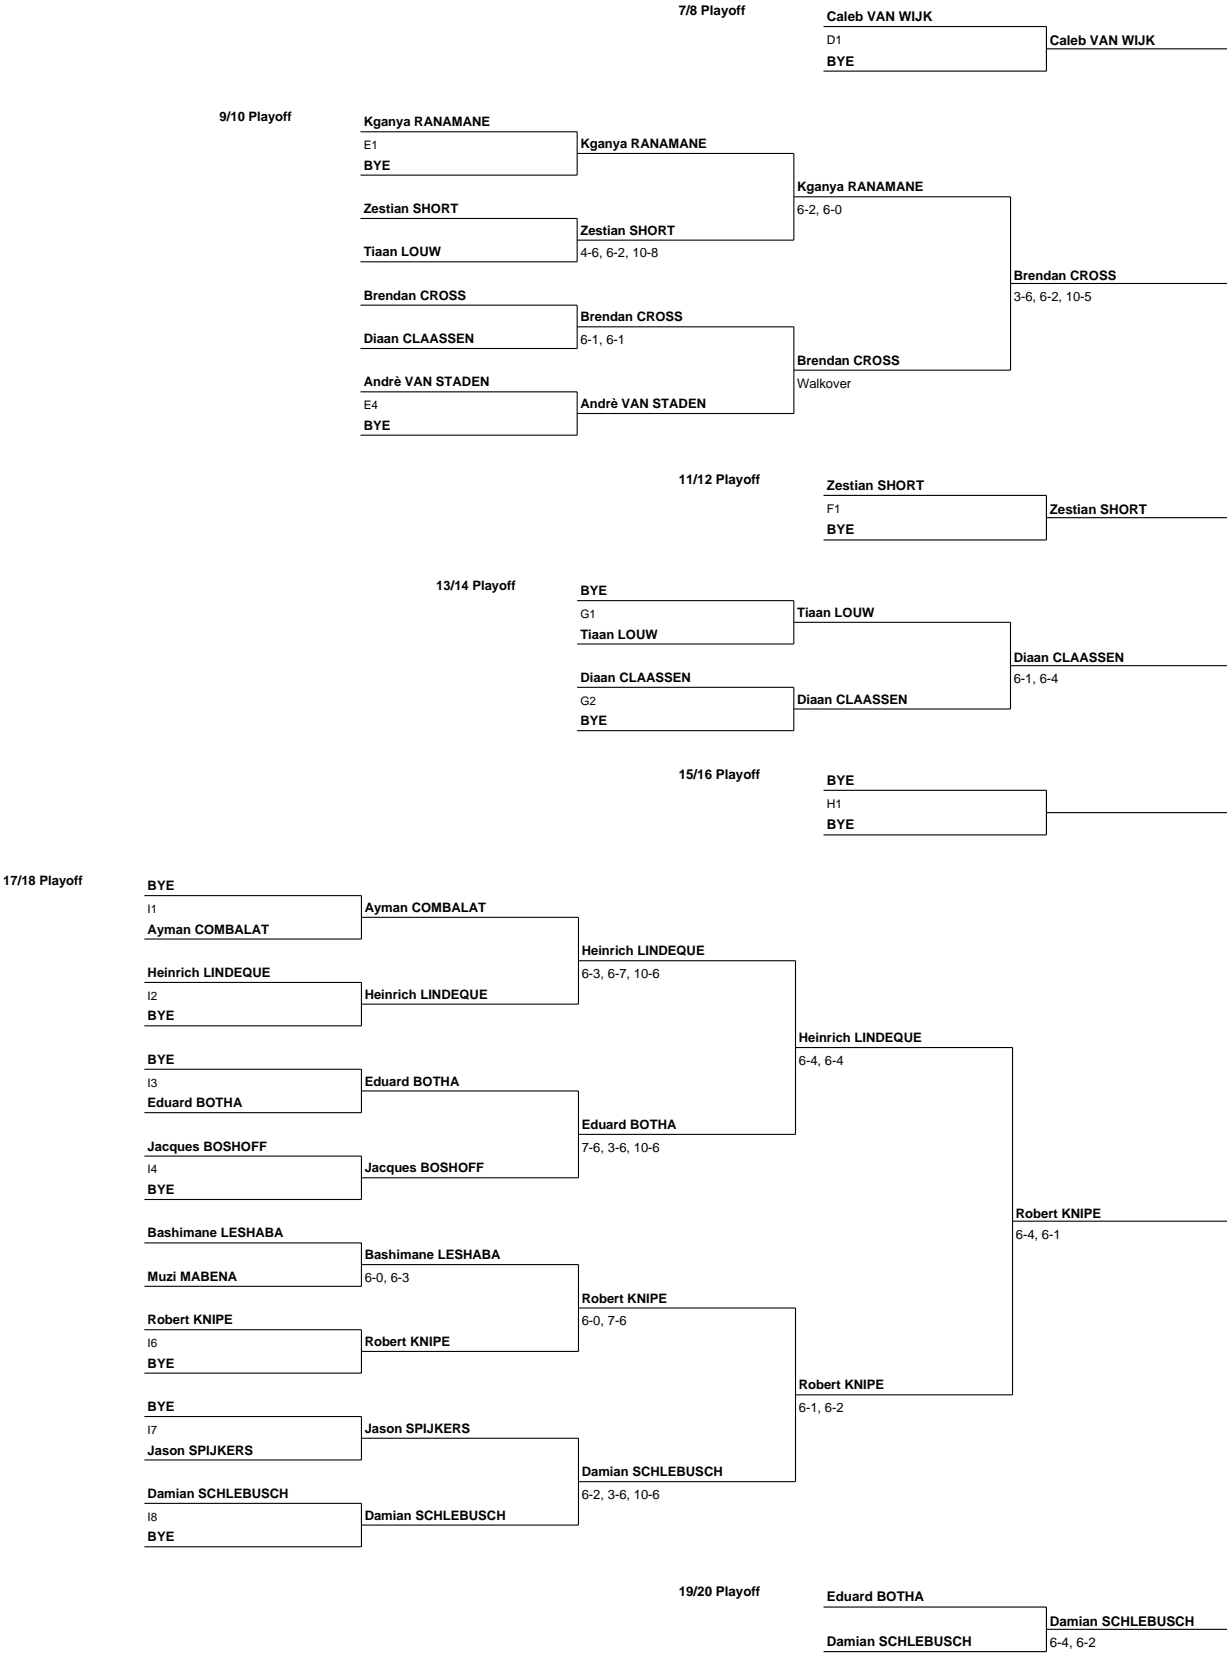 7/8 Playoff
Caleb VAN WIJK
D1
Caleb VAN WIJK
BYE
9/10 Playoff
Kganya RANAMANE
E1
Kganya RANAMANE
BYE
Kganya RANAMANE
6-2, 6-0
Zestian SHORT
Zestian SHORT
Tiaan LOUW
4-6, 6-2, 10-8
Brendan CROSS
3-6, 6-2, 10-5
Brendan CROSS
Brendan CROSS
Diaan CLAASSEN
6-1, 6-1
Brendan CROSS
Walkover
Andrè VAN STADEN
E4
Andrè VAN STADEN
BYE
11/12 Playoff
Zestian SHORT
F1
Zestian SHORT
BYE
13/14 Playoff
BYE
G1
Tiaan LOUW
Tiaan LOUW
Diaan CLAASSEN
6-1, 6-4
Diaan CLAASSEN
G2
Diaan CLAASSEN
BYE
15/16 Playoff
BYE
H1
BYE
17/18 Playoff
BYE
I1
Ayman COMBALAT
Ayman COMBALAT
Heinrich LINDEQUE
6-3, 6-7, 10-6
Heinrich LINDEQUE
I2
Heinrich LINDEQUE
BYE
Heinrich LINDEQUE
6-4, 6-4
BYE
I3
Eduard BOTHA
Eduard BOTHA
Eduard BOTHA
7-6, 3-6, 10-6
Jacques BOSHOFF
I4
Jacques BOSHOFF
BYE
Robert KNIPE
6-4, 6-1
Bashimane LESHABA
Bashimane LESHABA
Muzi MABENA
6-0, 6-3
Robert KNIPE
6-0, 7-6
Robert KNIPE
I6
Robert KNIPE
BYE
Robert KNIPE
6-1, 6-2
BYE
I7
Jason SPIJKERS
Jason SPIJKERS
Damian SCHLEBUSCH
6-2, 3-6, 10-6
Damian SCHLEBUSCH
I8
Damian SCHLEBUSCH
BYE
19/20 Playoff
Eduard BOTHA
Damian SCHLEBUSCH
Damian SCHLEBUSCH
6-4, 6-2